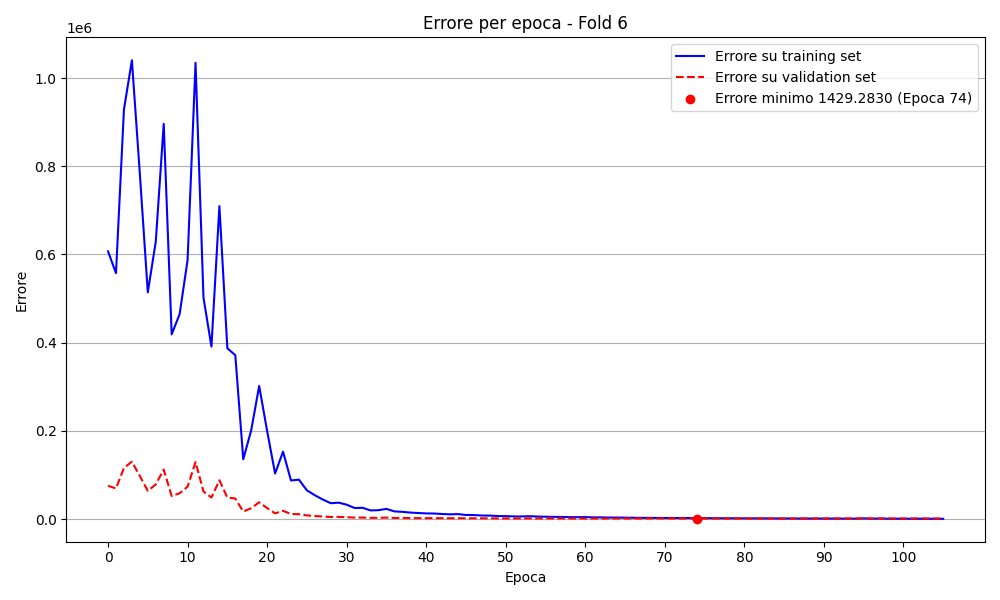 Errore per epoca - Fold 6
1e6
Errore su training set
Errore su validation set
Errore minimo 1429.2830 (Epoca 74)
1.0
0.8
0.6
0.4
0.2
0.0
Errore
0 10 20 30 40 50 60 70 80 90 100
Epoca